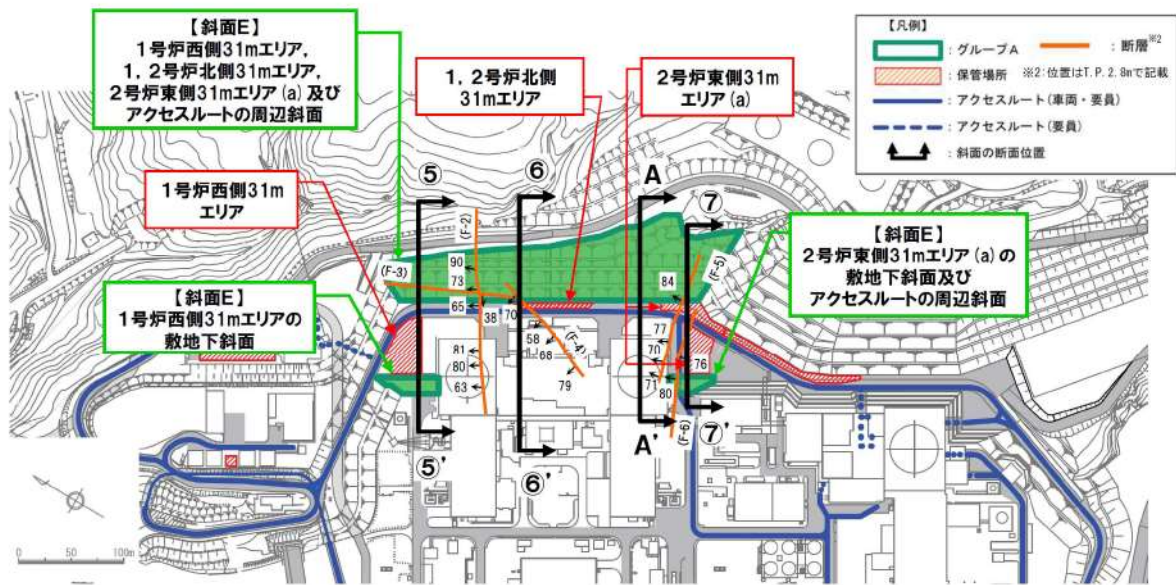 【斜面E】
1号炉西側31mエリア,
1,2号炉北側31mエリア,
2号炉東側31mエリア(a)及び
アクセスルートの周辺斜面
1,2号炉北側
31mエリア
2号炉東側31m
エリア(a)
【凡例】
:グループA
:断層※2
:保管場所
※2:位置はT.P.2.8mで記載
:アクセスルート(車両・要員)
:アクセスルート(要員)
:斜面の断面位置
1号炉西側31m
エリア
【斜面E】
1号炉西側31mエリアの
敷地下斜面
【斜面E】
2号炉東側31mエリア(a)の
敷地下斜面及び
アクセスルートの周辺斜面
⑤
⑥
A
⑦
(F-2)
(F-3)
(F-5)
90
73
84
65
38
70
58
68
(F-4)
77
70
76
81
80
63
79
71
80
(F-6)
⑤'
⑥'
A'
⑦'
0
50
100m